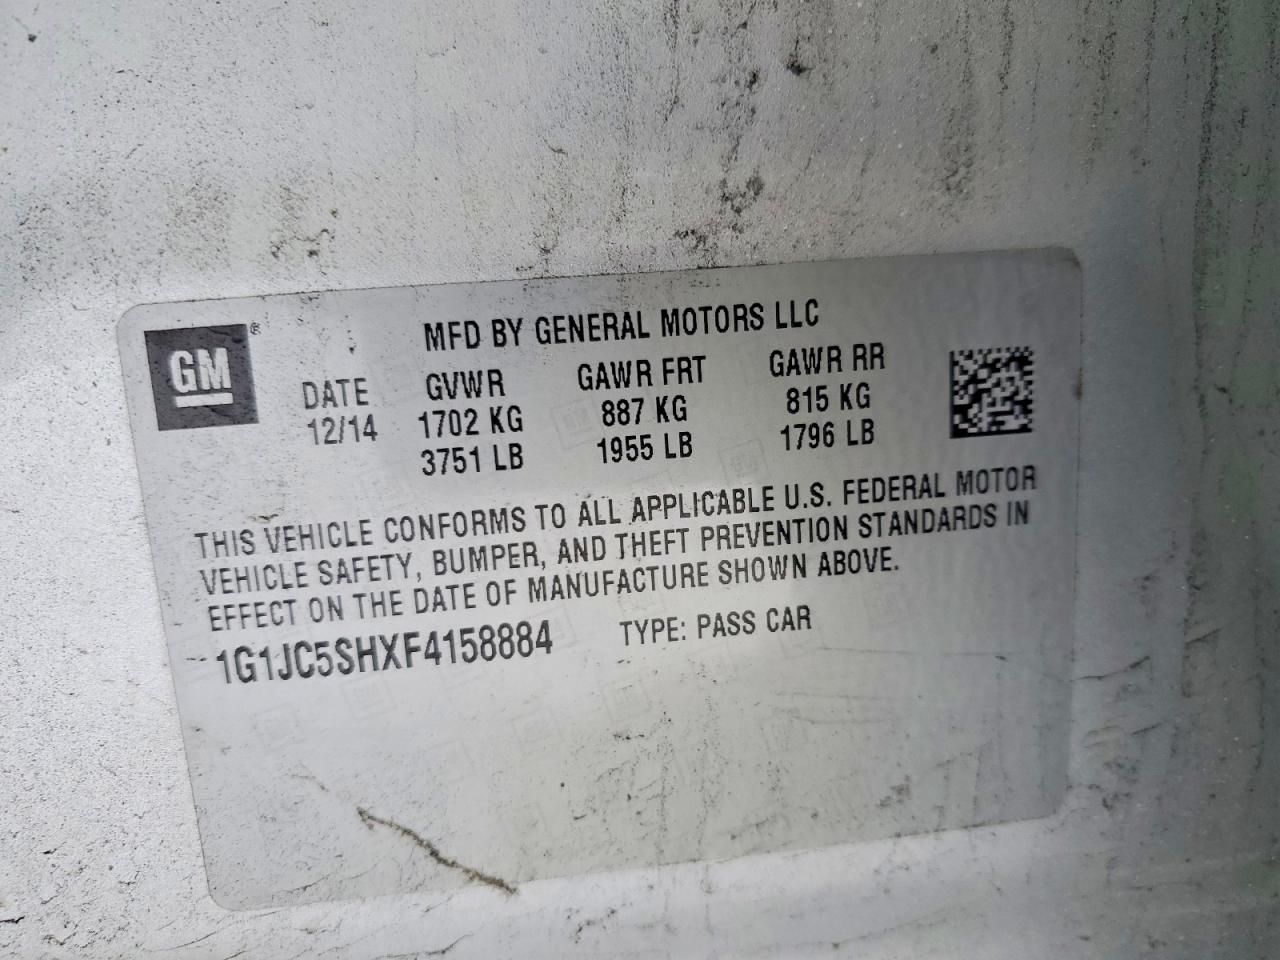 MFD BY GENERAL MOTORS LLC
GM ®
DATE GVWR GAWR FRT GAWR RR
12/14 1702 KG 887 KG 815 KG
3751 LB 1955 LB 1796 LB
THIS VEHICLE CONFORMS TO ALL APPLICABLE U.S. FEDERAL MOTOR
VEHICLE SAFETY, BUMPER, AND THEFT PREVENTION STANDARDS IN
EFFECT ON THE DATE OF MANUFACTURE SHOWN ABOVE.
1G1JC5SHXF4158884 TYPE: PASS CAR